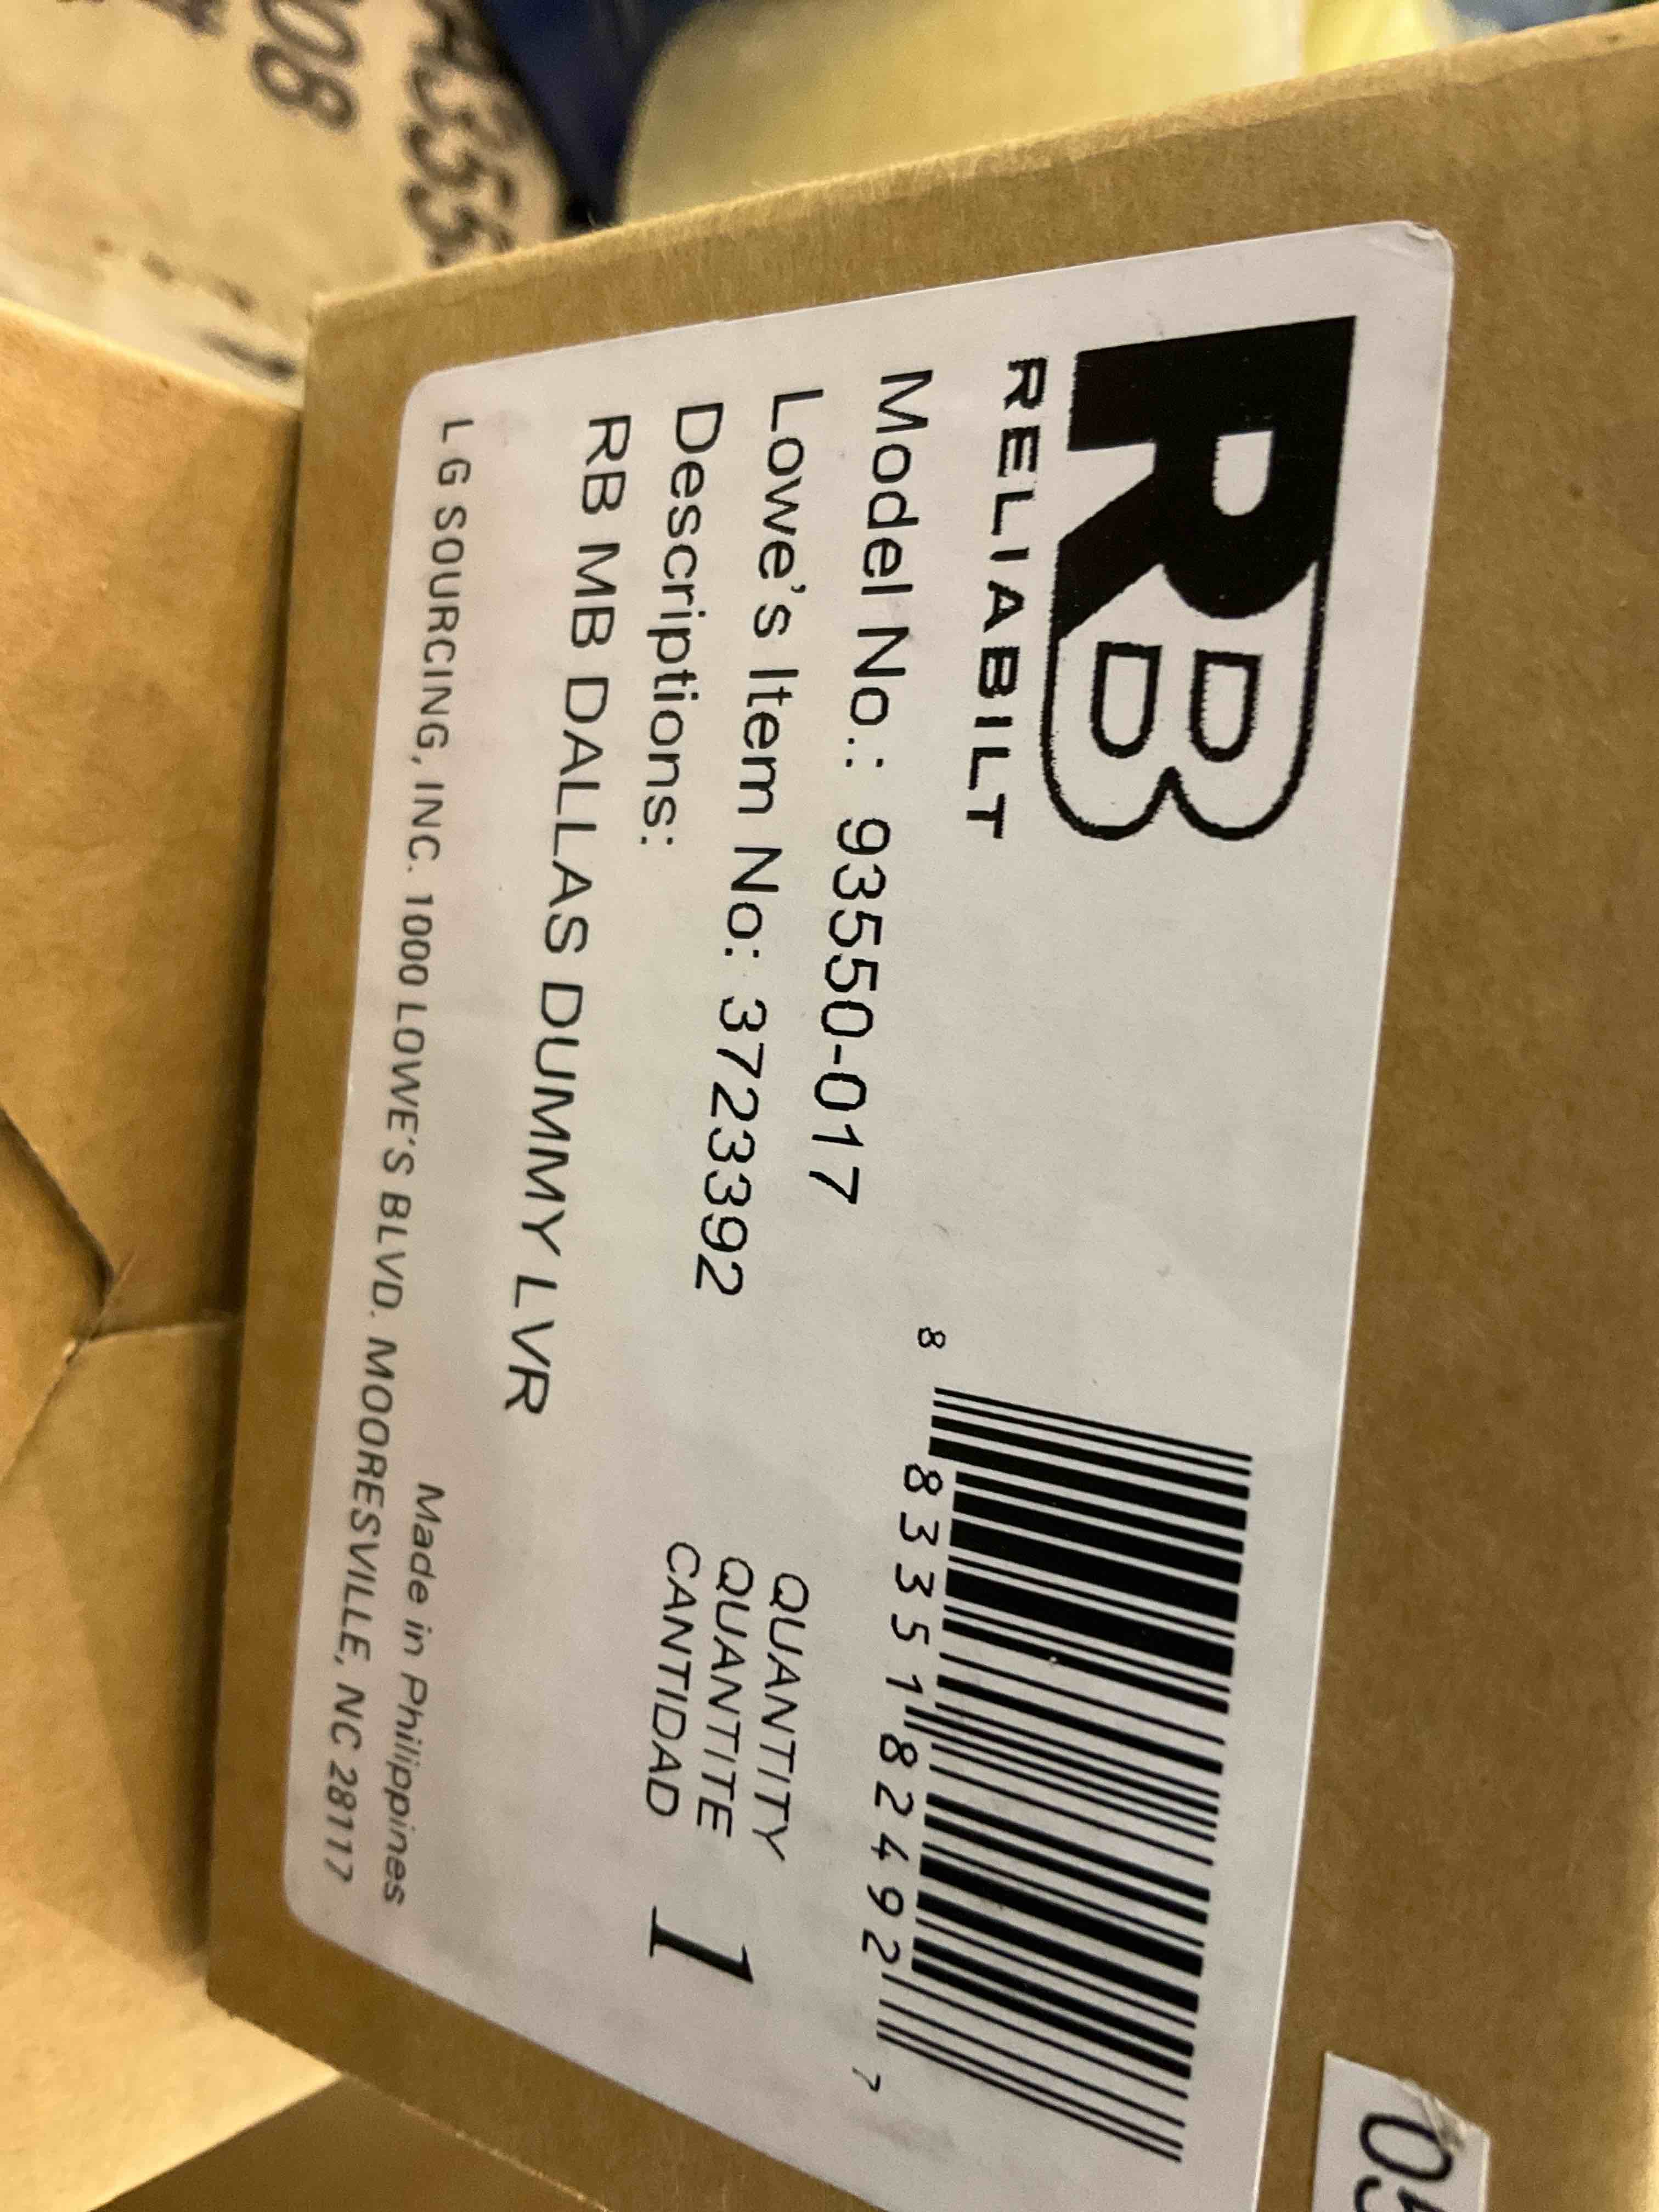 RB
RELIABILT
Model No.: 93550-017
Lowe's Item No: 3723392
Descriptions:
RB MB DALLAS DUMMY LVR
8 83351 82492 7
QUANTITY
QUANTITE
CANTIDAD
1
Made in Philippines
L G SOURCING, INC. 1000 LOWE'S BLVD. MOORESVILLE, NC 28117
08